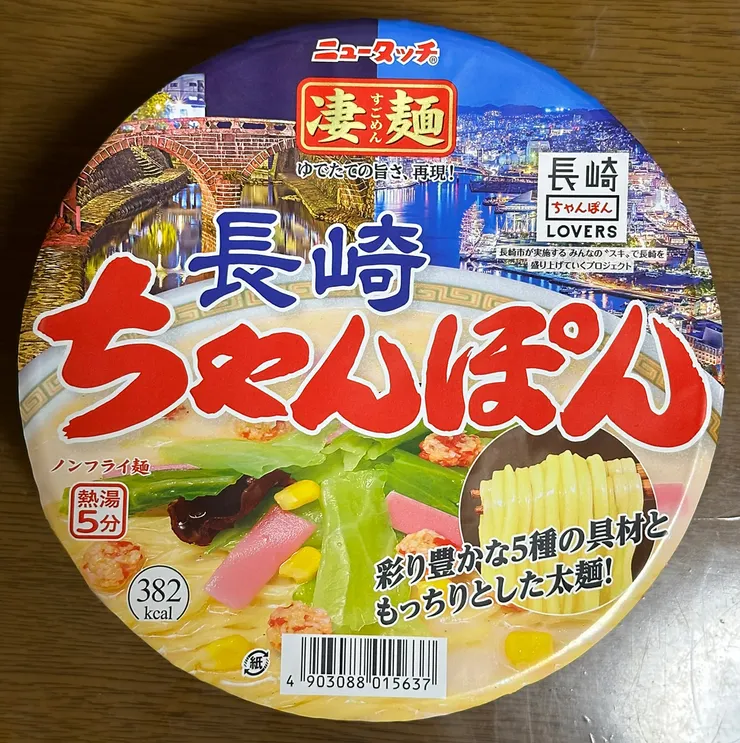 ニュータッチ®
すごめん
凄麺
ゆでたての旨さ、再現!
長崎
ちゃんぽん
LOVERS
長崎市が実施する みんなの“スキ„で長崎を
盛り上げていくプロジェクト
長崎
ちゃんぽん
ノンフライ麺
熱湯
5分
彩り豊かな5種の具材と
もっちりとした太麺!
382
kcal
紙
4 903088 015637